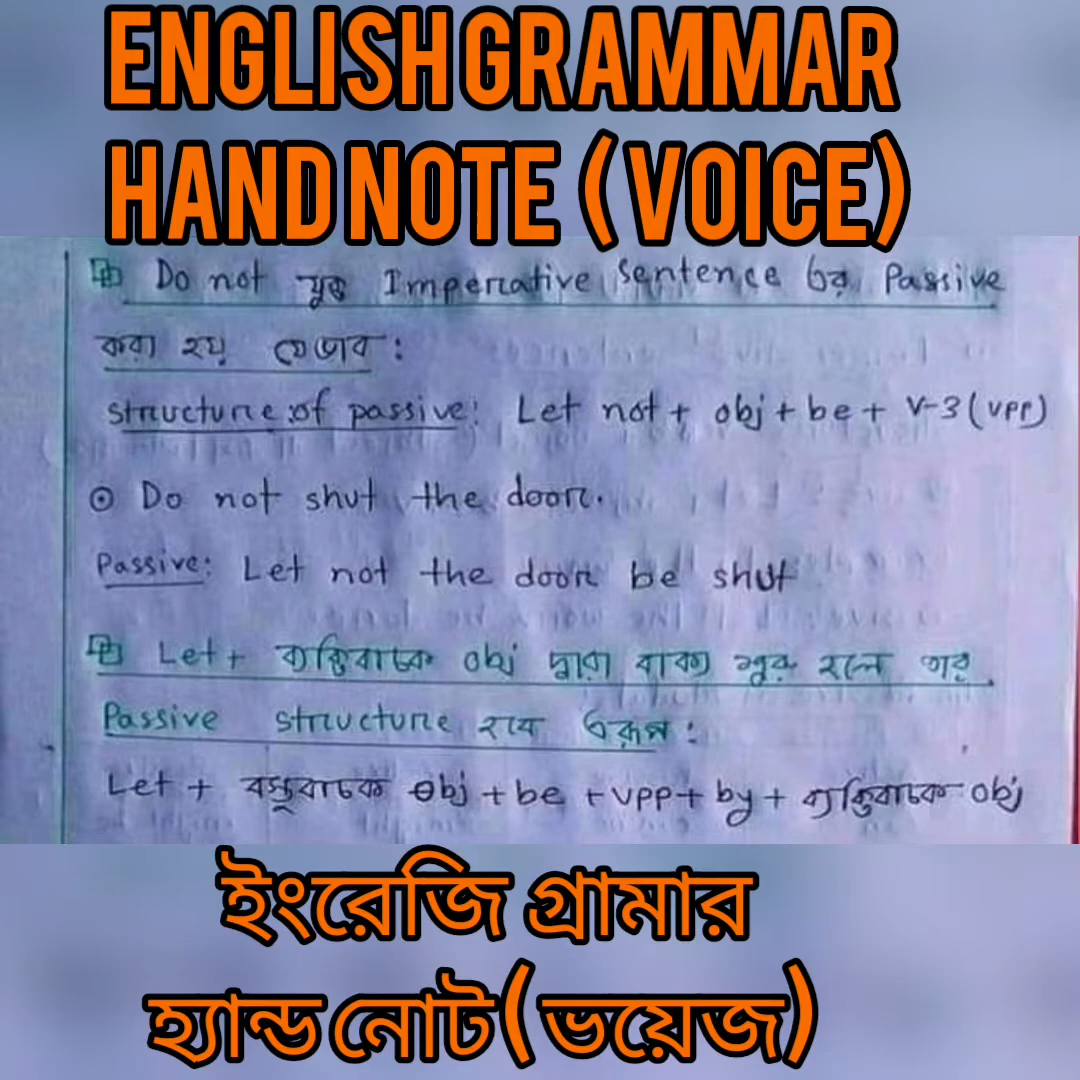 ENGLISH GRAMMAR
HAND NOTE (VOICE)
Do not যুক্ত Imperative Sentence এর Passive
করা হয় যেভাবে :
Structure of passive: Let not + obj + be + V-3 (vpp)
Do not shut the door.
Passive: Let not the door be shut
Let + ব্যক্তিবাচক obj দ্বারা বাক্য শুরু হলে তার
Passive structure হবে এরূপ :
Let + বস্তুবাচক obj + be + vpp + by + ব্যক্তিবাচক obj
ইংরেজি গ্রামার
হ্যান্ড নোট (ভয়েজ)